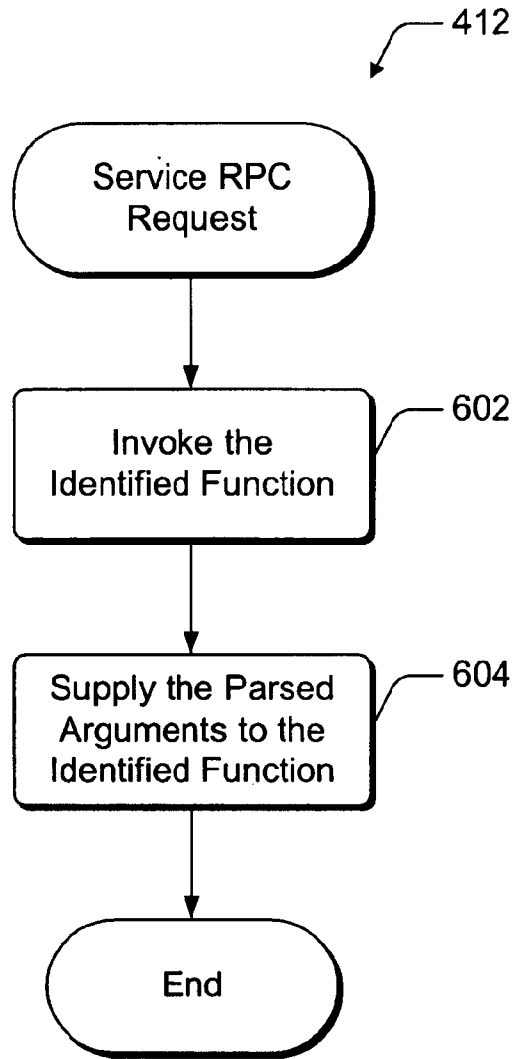 412
Service RPC
Request
602
Invoke the
Identified Function
604
Supply the Parsed
Arguments to the
Identified Function
End